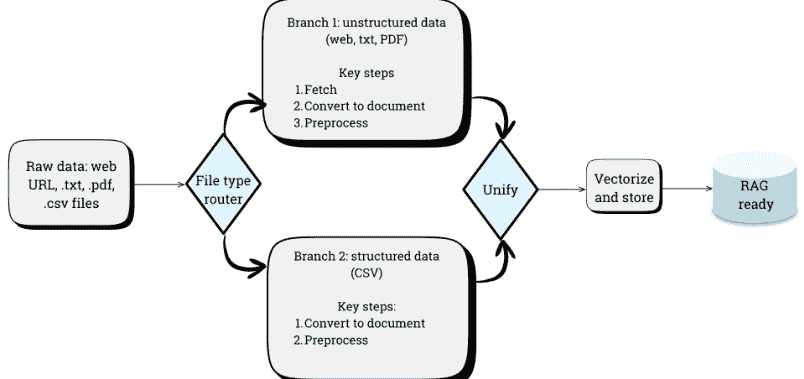 Branch 1: unstructured data
(web, txt, PDF)
Key steps
1.Fetch
2.Convert to document
3.Preprocess
Raw data: web
URL, .txt, .pdf,
.csv files
File type
router
Unify
Vectorize
and store
RAG
ready
Branch 2: structured data
(CSV)
Key steps:
1.Convert to document
2.Preprocess